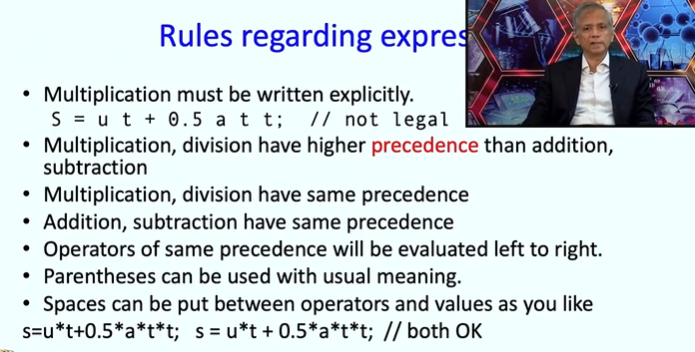 Rules regarding expres
• Multiplication must be written explicitly.
S = u t + 0.5 a t t; // not legal
• Multiplication, division have higher precedence than addition,
subtraction
• Multiplication, division have same precedence
• Addition, subtraction have same precedence
• Operators of same precedence will be evaluated left to right.
• Parentheses can be used with usual meaning.
• Spaces can be put between operators and values as you like
s=u*t+0.5*a*t*t; s = u*t + 0.5*a*t*t; // both OK